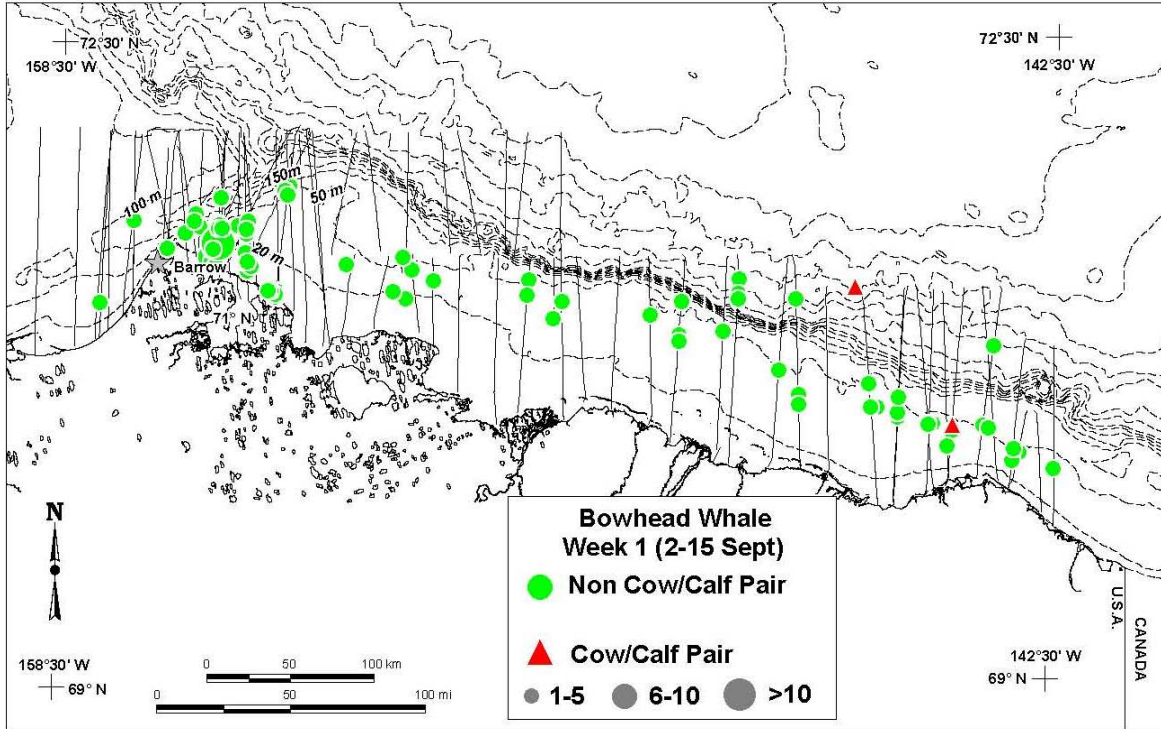 72°30' N
158°30' W
72°30' N
142°30' W
100 m
150m
50 m
20 m
Barrow
71° N
N
Bowhead Whale
Week 1 (2-15 Sept)
Non Cow/Calf Pair
Cow/Calf Pair
1-5 6-10 >10
U.S.A.
CANADA
158°30' W
69° N
0 50 100 km
0 50 100 mi
142°30' W
69° N